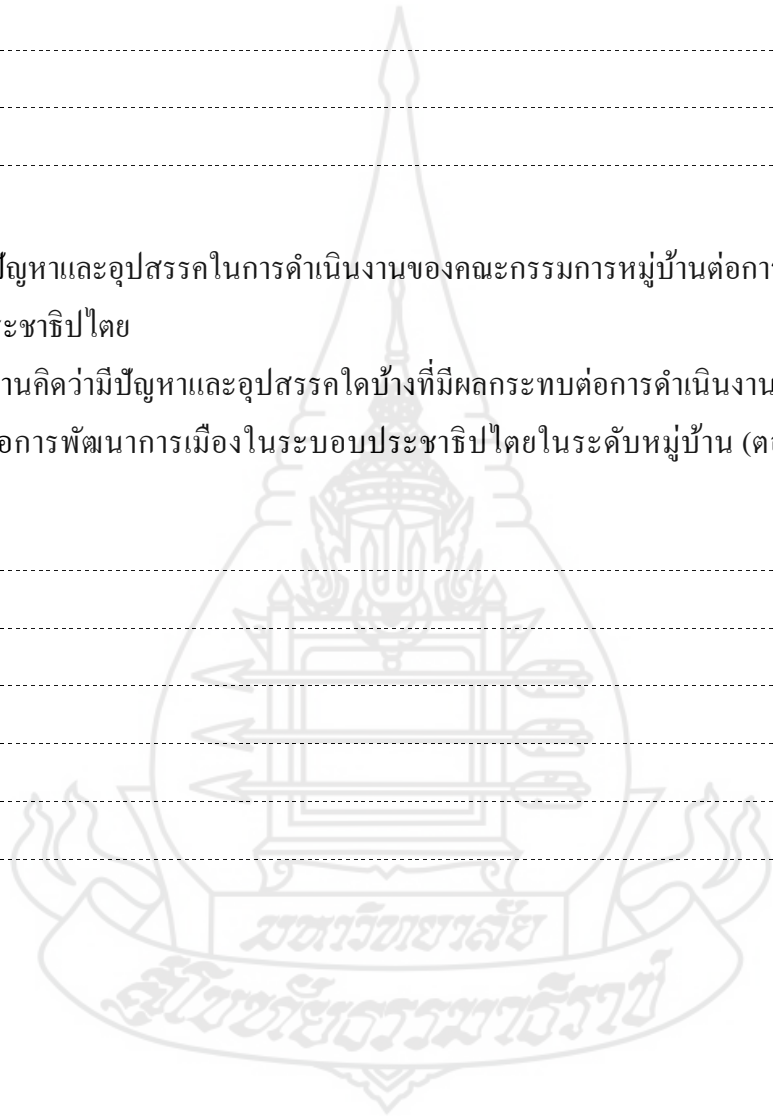 ปัญหาและอุปสรรคในการดำเนินงานของคณะกรรมการหมู่บ้านต่อการ
ระชาธิปไตย
านคิดว่ามีปัญหาและอุปสรรคใดบ้างที่มีผลกระทบต่อการดำเนินงาน
อการพัฒนาการเมืองในระบอบประชาธิปไตยในระดับหมู่บ้าน (ตอ
มหาวิทยาลัย
สุโขทัยธรรมาธิราช